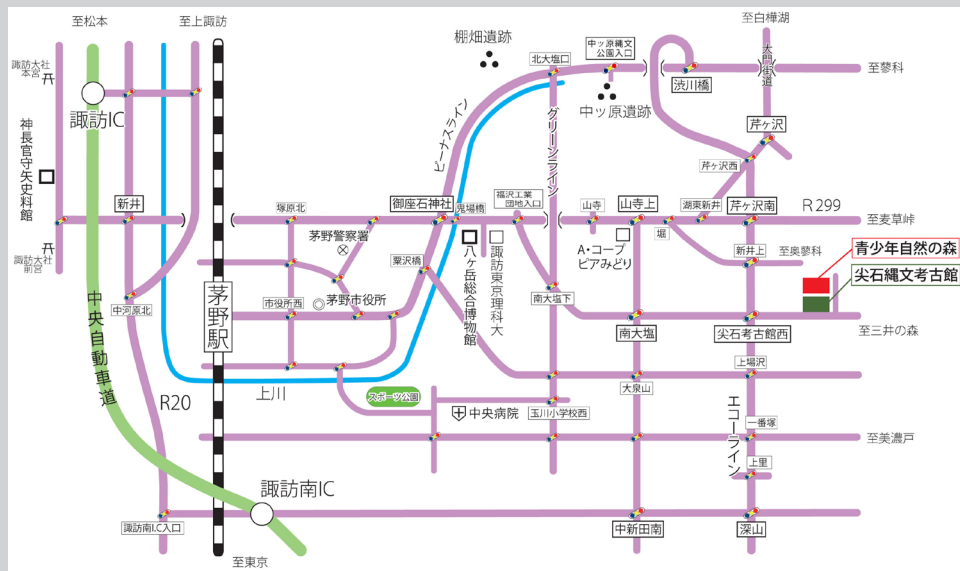 至松本
至上諏訪
至白樺湖
諏訪大社
本宮
諏訪IC
神長官守矢史料館
新井
諏訪大社
前宮
中河原北
中央自動車道
R20
諏訪南I.C入口
諏訪南IC
至東京
茅野駅
上川
塚原北
茅野警察署
市役所西
茅野市役所
粟沢橋
御座石神社
鬼場橋
ビーナスライン
棚畑遺跡
北大塩口
中ッ原縄文
公園入口
中ッ原遺跡
グリーンライン
渋川橋
大門街道
至蓼科
芹ヶ沢
芹ヶ沢西
福沢工業
団地入口
山寺
山寺上
堀
湖東新井
芹ヶ沢南
R299
至麦草峠
A・コープ
ピアみどり
新井上
至奥蓼科
八ヶ岳総合博物館
諏訪東京理科大
南大塩下
南大塩
尖石考古館西
青少年自然の森
尖石縄文考古館
至三井の森
上場沢
大泉山
スポーツ公園
中央病院
玉川小学校西
エコーライン
一番塚
至美濃戸
上里
中新田南
深山